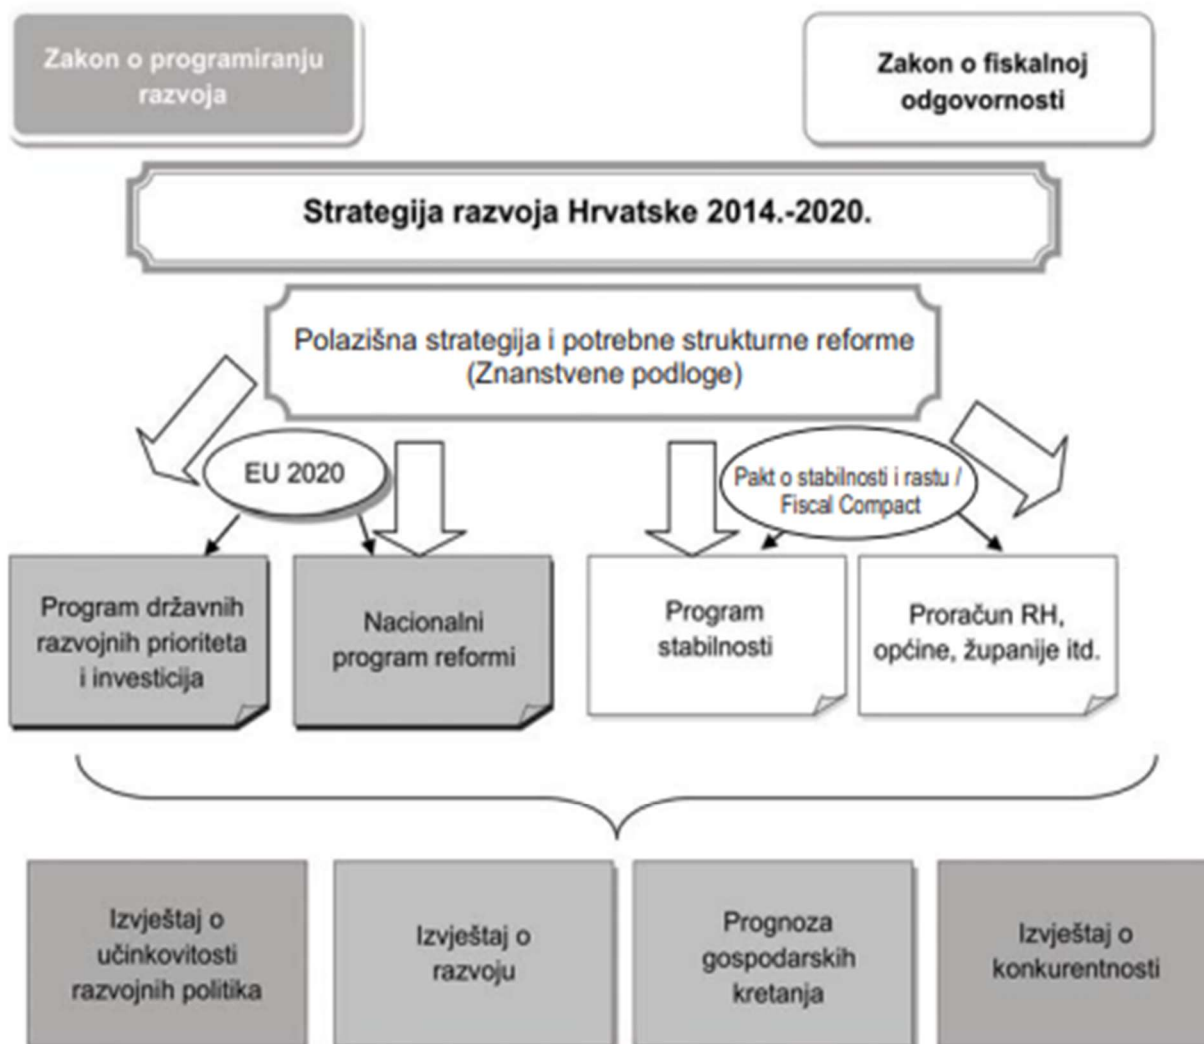 Zakon o programiranju
razvoja
Zakon o fiskalnoj
odgovornosti
Strategija razvoja Hrvatske 2014.-2020.
Polazišna strategija i potrebne strukturne reforme
(Znanstvene podloge)
EU 2020
Pakt o stabilnosti i rastu /
Fiscal Compact
Program državnih
razvojnih prioriteta
i investicija
Nacionalni
program reformi
Program
stabilnosti
Proračun RH,
općine, županije itd.
Izvještaj o
učinkovitosti
razvojnih politika
Izvještaj o
razvoju
Prognoza
gospodarskih
kretanja
Izvještaj o
konkurentnosti